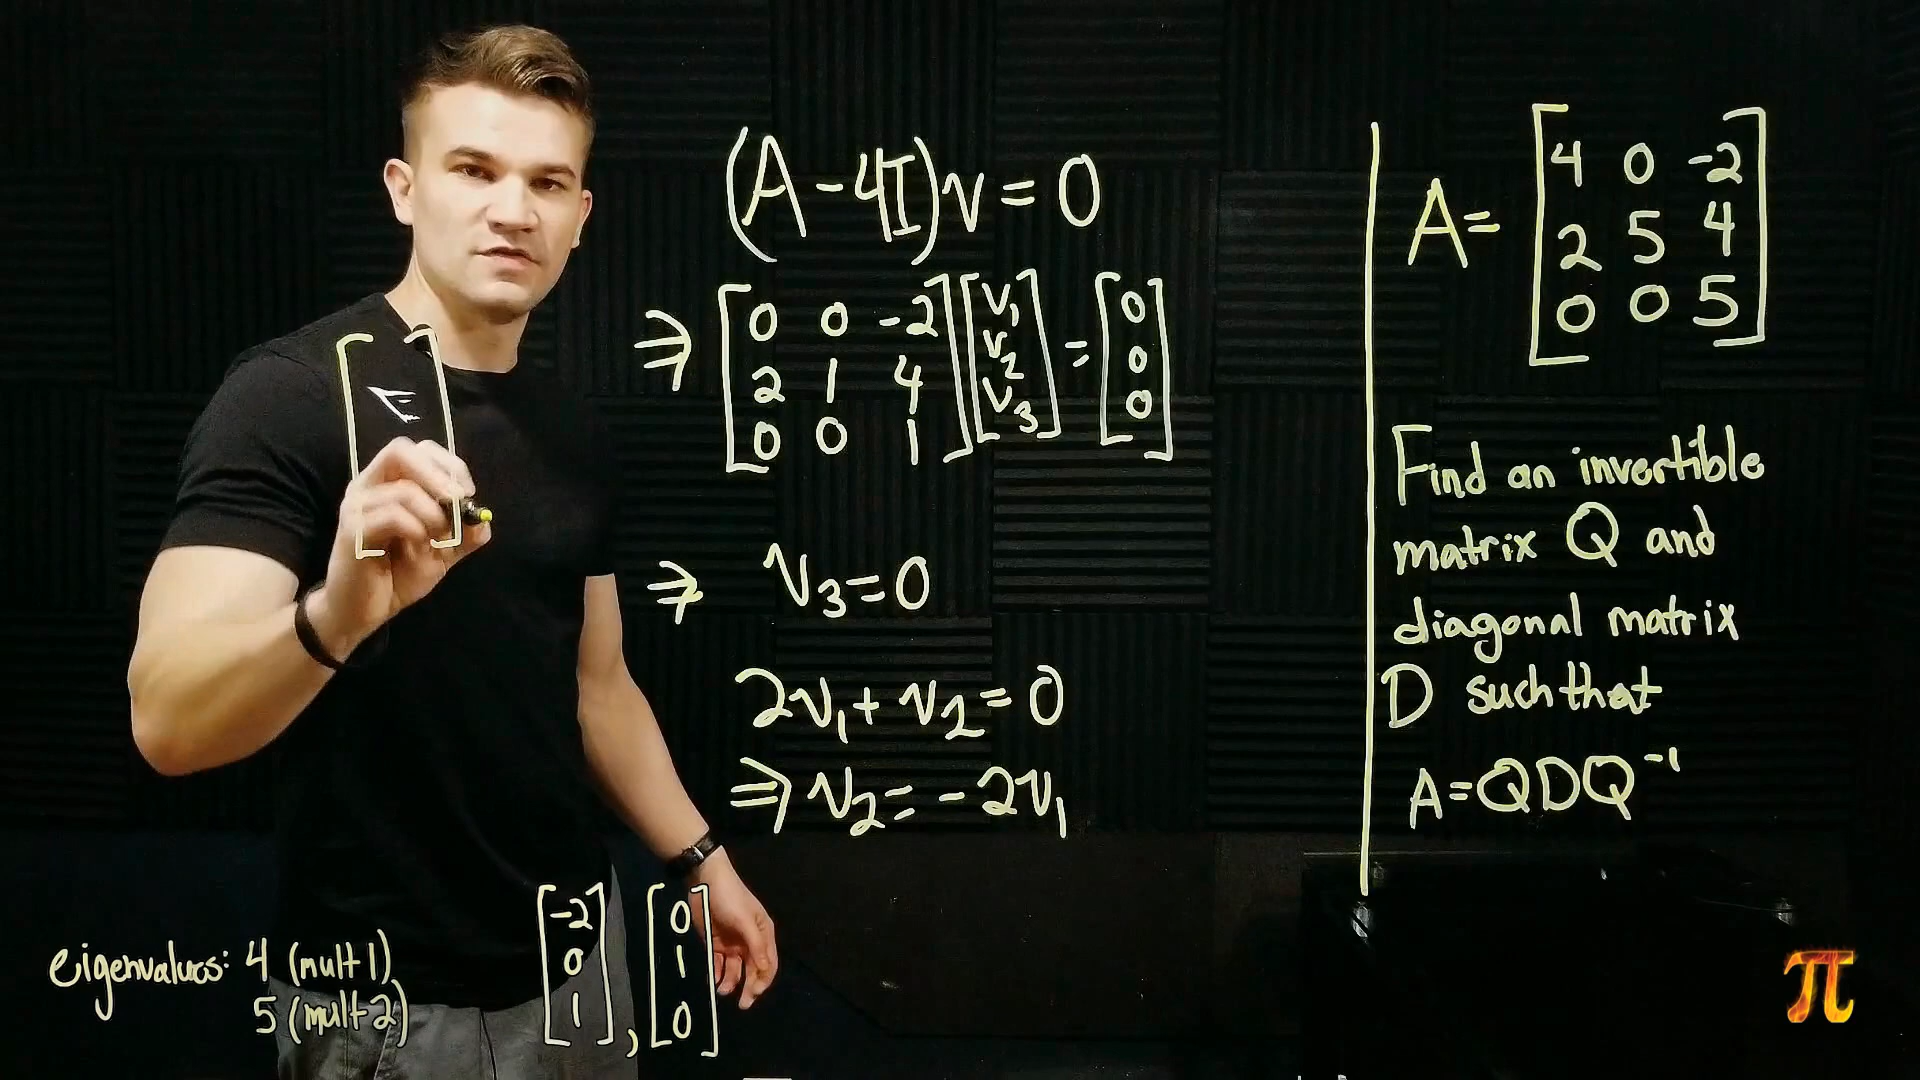 (A - 4I)v = 0
⇒ [0 0 -2; 2 1 4; 0 0 1] [v₁; v₂; v₃] = [0; 0; 0]
⇒ v₃ = 0
2v₁ + v₂ = 0
⇒ v₂ = -2v₁
eigenvalues: 4 (mult 1)
5 (mult 2)
[-2; 0; 1], [0; 1; 0]
A = [4 0 -2; 2 5 4; 0 0 5]
Find an invertible
matrix Q and
diagonal matrix
D such that
A = QDQ⁻¹
π